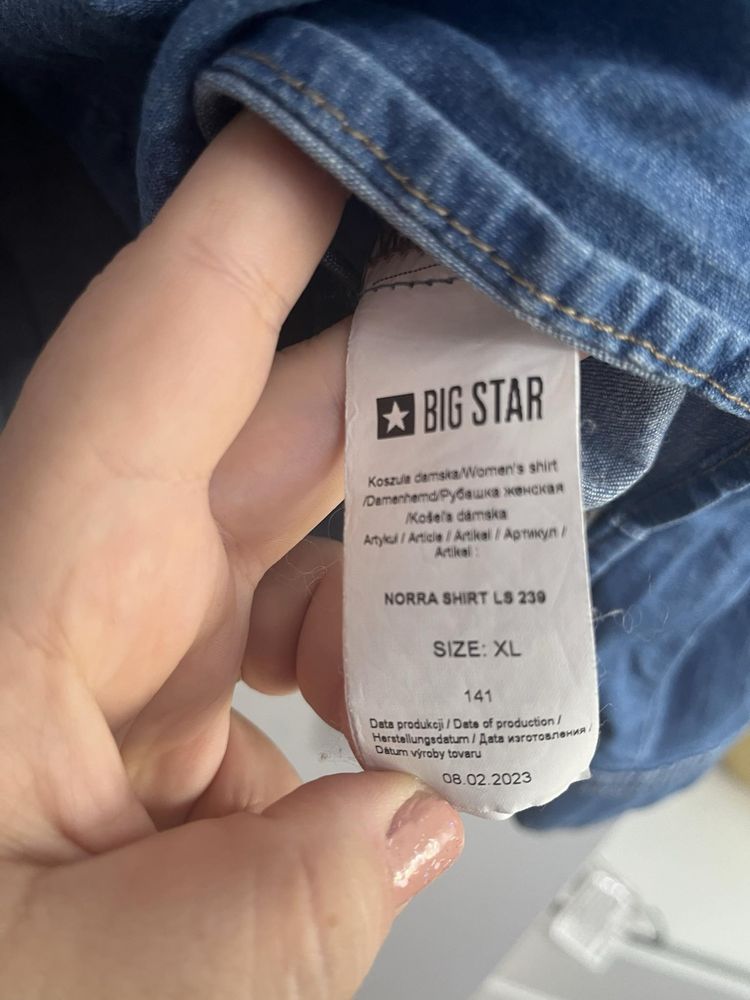 BIG STAR
Koszula damska/Women's shirt
/Damenhemd/Рубашка женская
/Košeľa dámska
Artykuł / Article / Artikel / Артикул /
Artikel :
NORRA SHIRT LS 239
SIZE: XL
141
Data produkcji / Date of production /
Herstellungsdatum / Дата изготовления /
Dátum výroby tovaru
08.02.2023